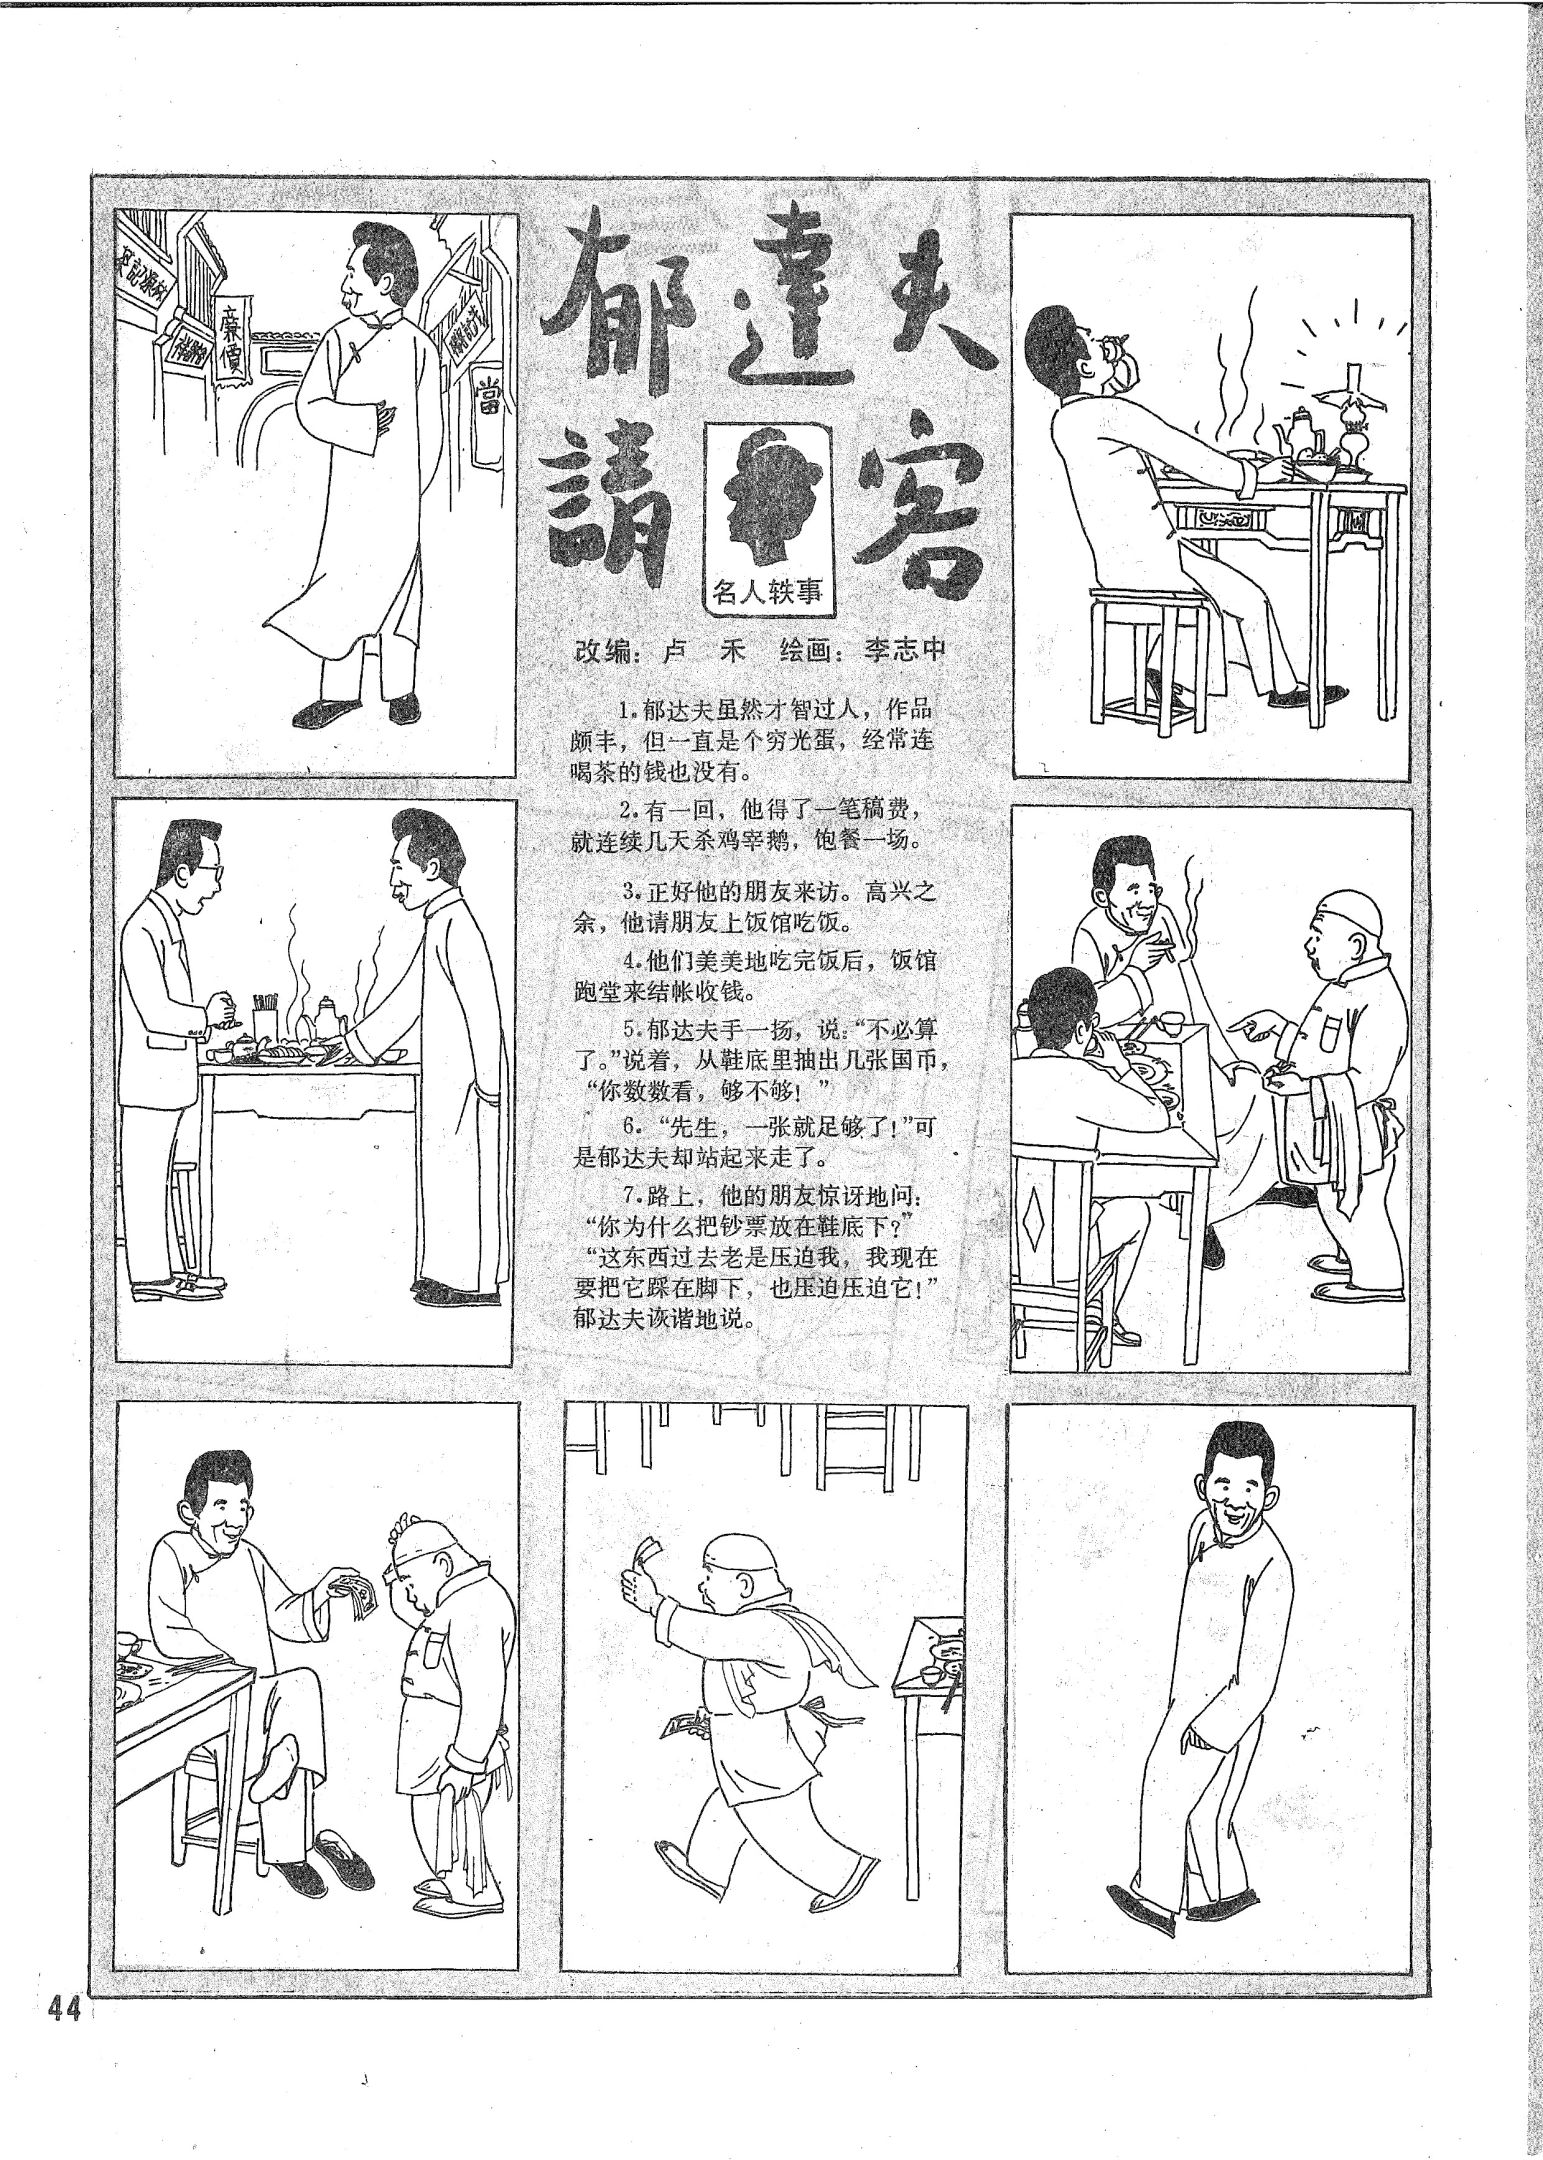 郁達夫
請客
名人轶事
改编：卢 禾 绘画：李志中
1.郁达夫虽然才智过人，作品
颇丰，但一直是个穷光蛋，经常连
喝茶的钱也没有。
2.有一回，他得了一笔稿费，
就连续几天杀鸡宰鹅，饱餐一场。
3.正好他的朋友来访。高兴之
余，他请朋友上饭馆吃饭。
4.他们美美地吃完饭后，饭馆
跑堂来结帐收钱。
5.郁达夫手一扬，说：“不必算
了。”说着，从鞋底里抽出几张国币，
“你数数看，够不够！”
6.“先生，一张就足够了！”可
是郁达夫却站起来走了。
7.路上，他的朋友惊讶地问：
“你为什么把钞票放在鞋底下？”
“这东西过去老是压迫我，我现在
要把它踩在脚下，也压迫压迫它！”
郁达夫诙谐地说。
廉價
當
44